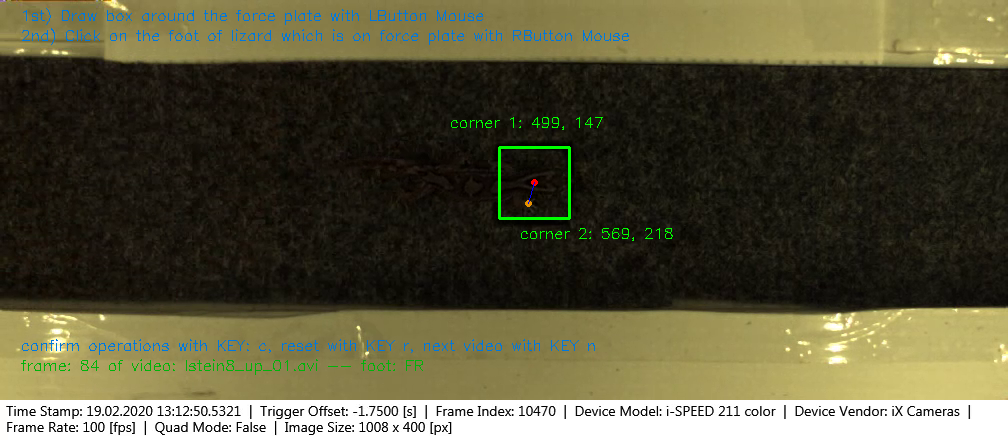 1st) Draw box around the force plate with LButton Mouse
2nd) Click on the foot of lizard which is on force plate with RButton Mouse
corner 1: 499, 147
corner 2: 569, 218
confirm operations with KEY: c, reset with KEY r, next video with KEY n
frame: 84 of video: lstein8_up_01.avi -- foot: FR
Time Stamp: 19.02.2020 13:12:50.5321 | Trigger Offset: -1.7500 [s] | Frame Index: 10470 | Device Model: i-SPEED 211 color | Device Vendor: iX Cameras |
Frame Rate: 100 [fps] | Quad Mode: False | Image Size: 1008 x 400 [px]